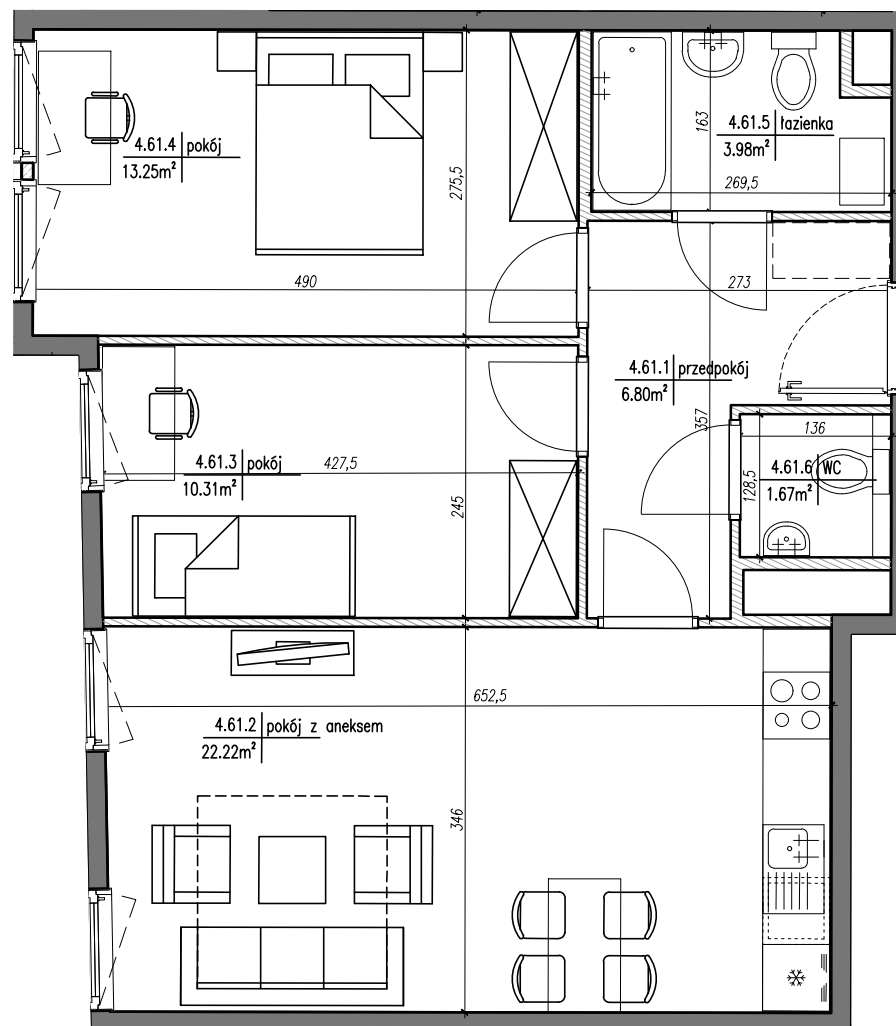 4.61.4 pokój
13.25m²
275,5
490
163
4.61.5 łazienka
3.98m²
269,5
273
4.61.1 przedpokój
6.80m²
357
4.61.3 pokój
10.31m²
427,5
245
136
128,5
4.61.6 WC
1.67m²
652,5
4.61.2 pokój z aneksem
22.22m²
346